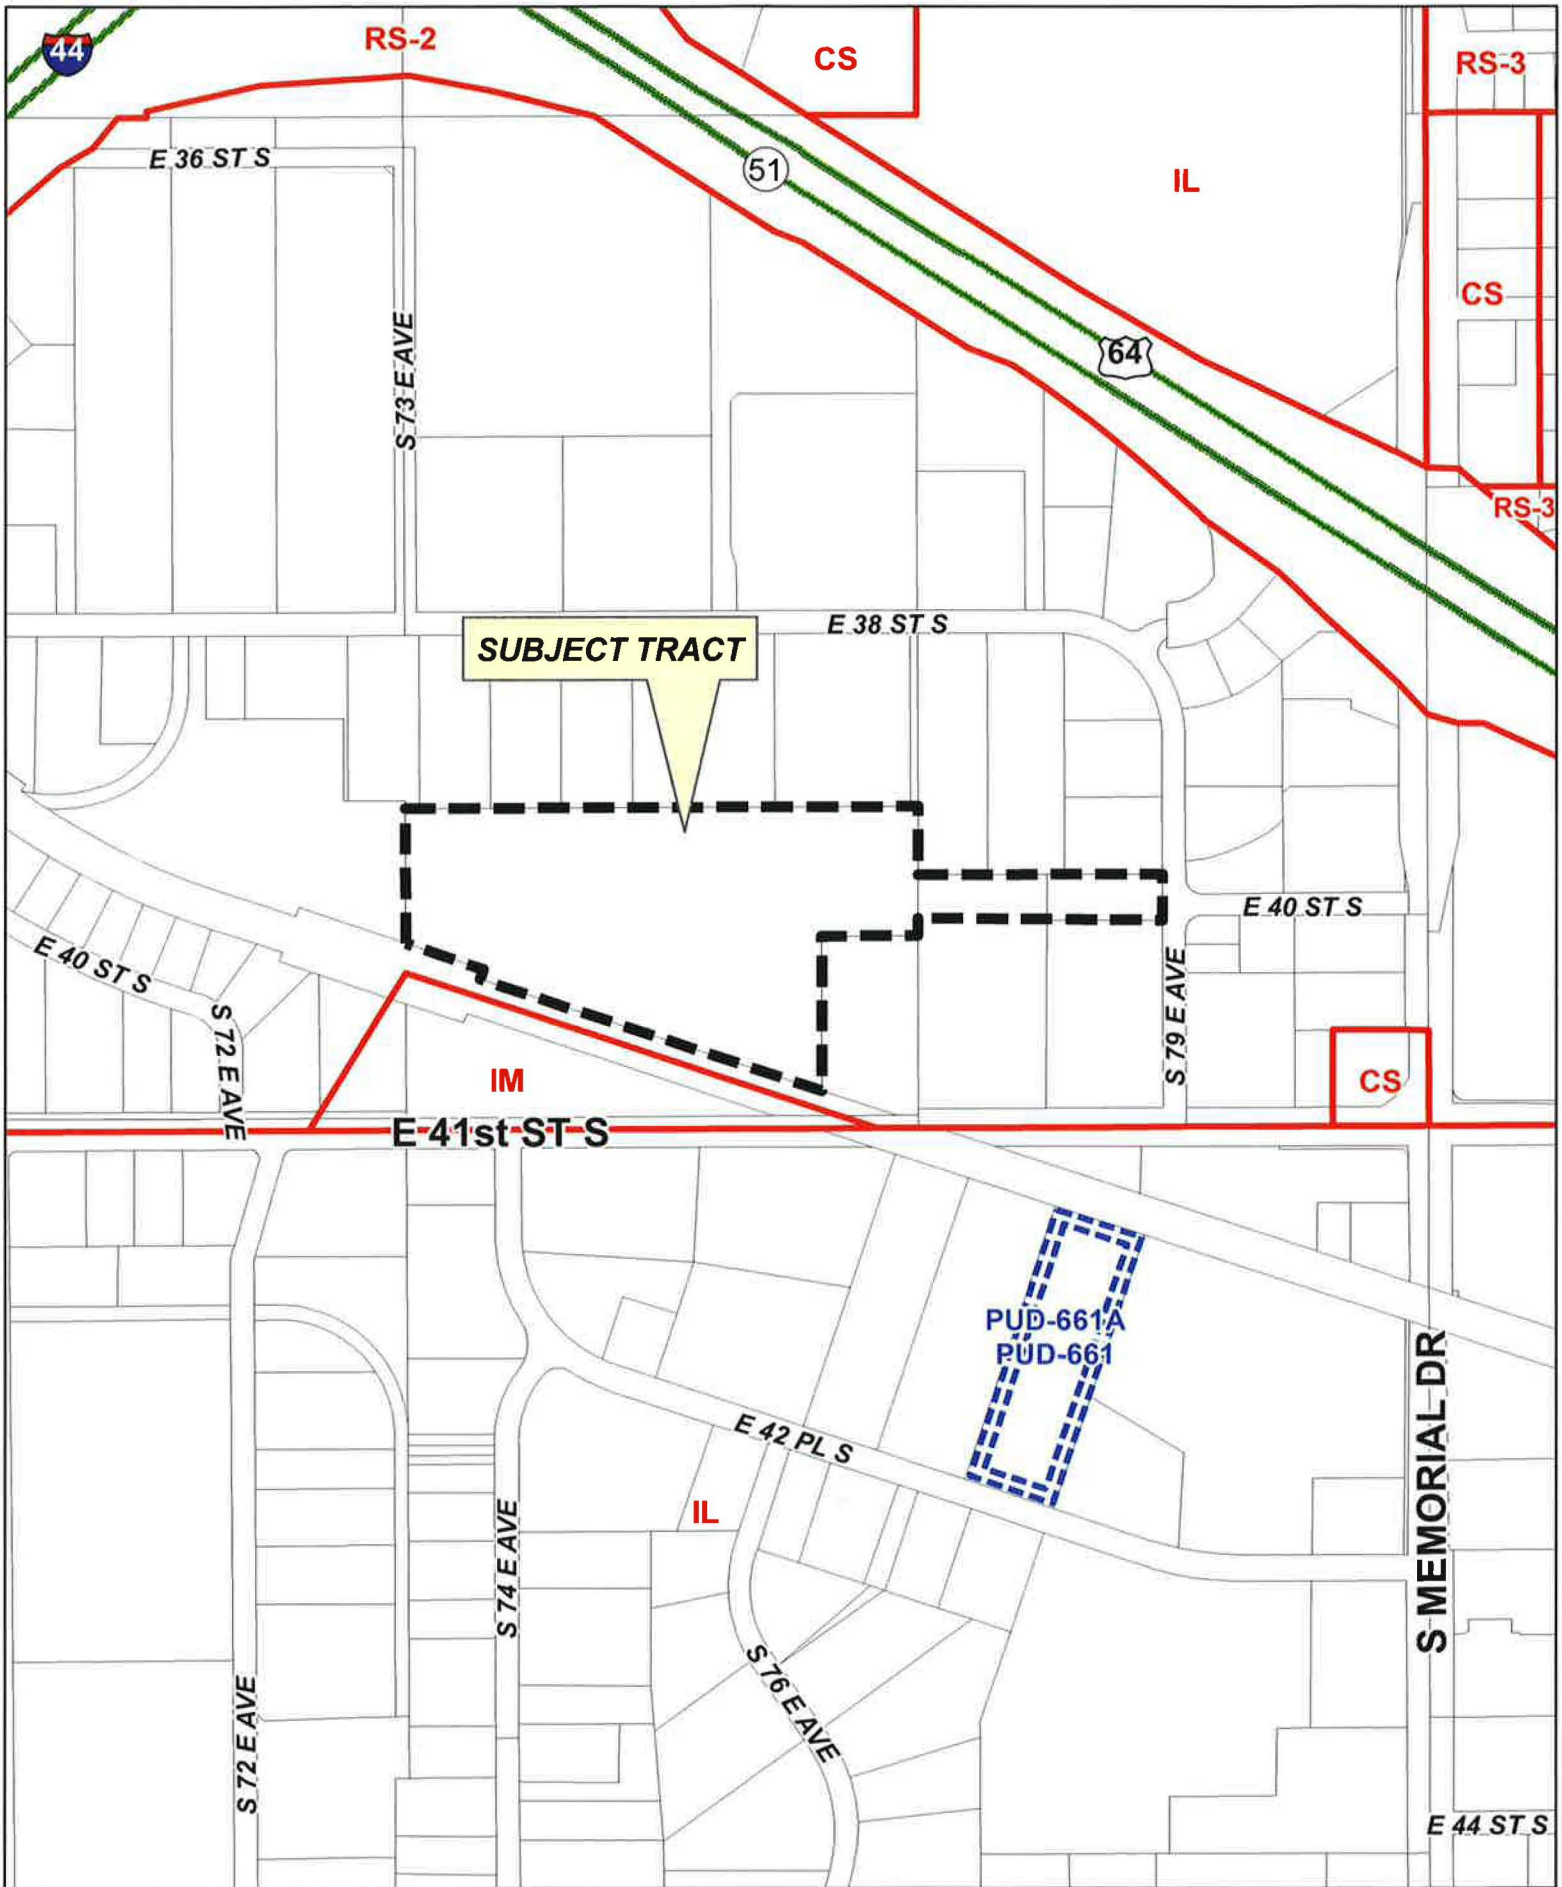 44
RS-2
CS
RS-3
E 36 ST S
51
IL
CS
S 73 E AVE
64
RS-3
E 38 ST S
SUBJECT TRACT
E 40 ST S
E 40 ST S
S 72 E AVE
S 79 E AVE
IM
CS
E 41st ST S
PUD-661A
PUD-661
S MEMORIAL DR
E 42 PL S
IL
S 74 E AVE
S 76 E AVE
S 72 E AVE
E 44 ST S